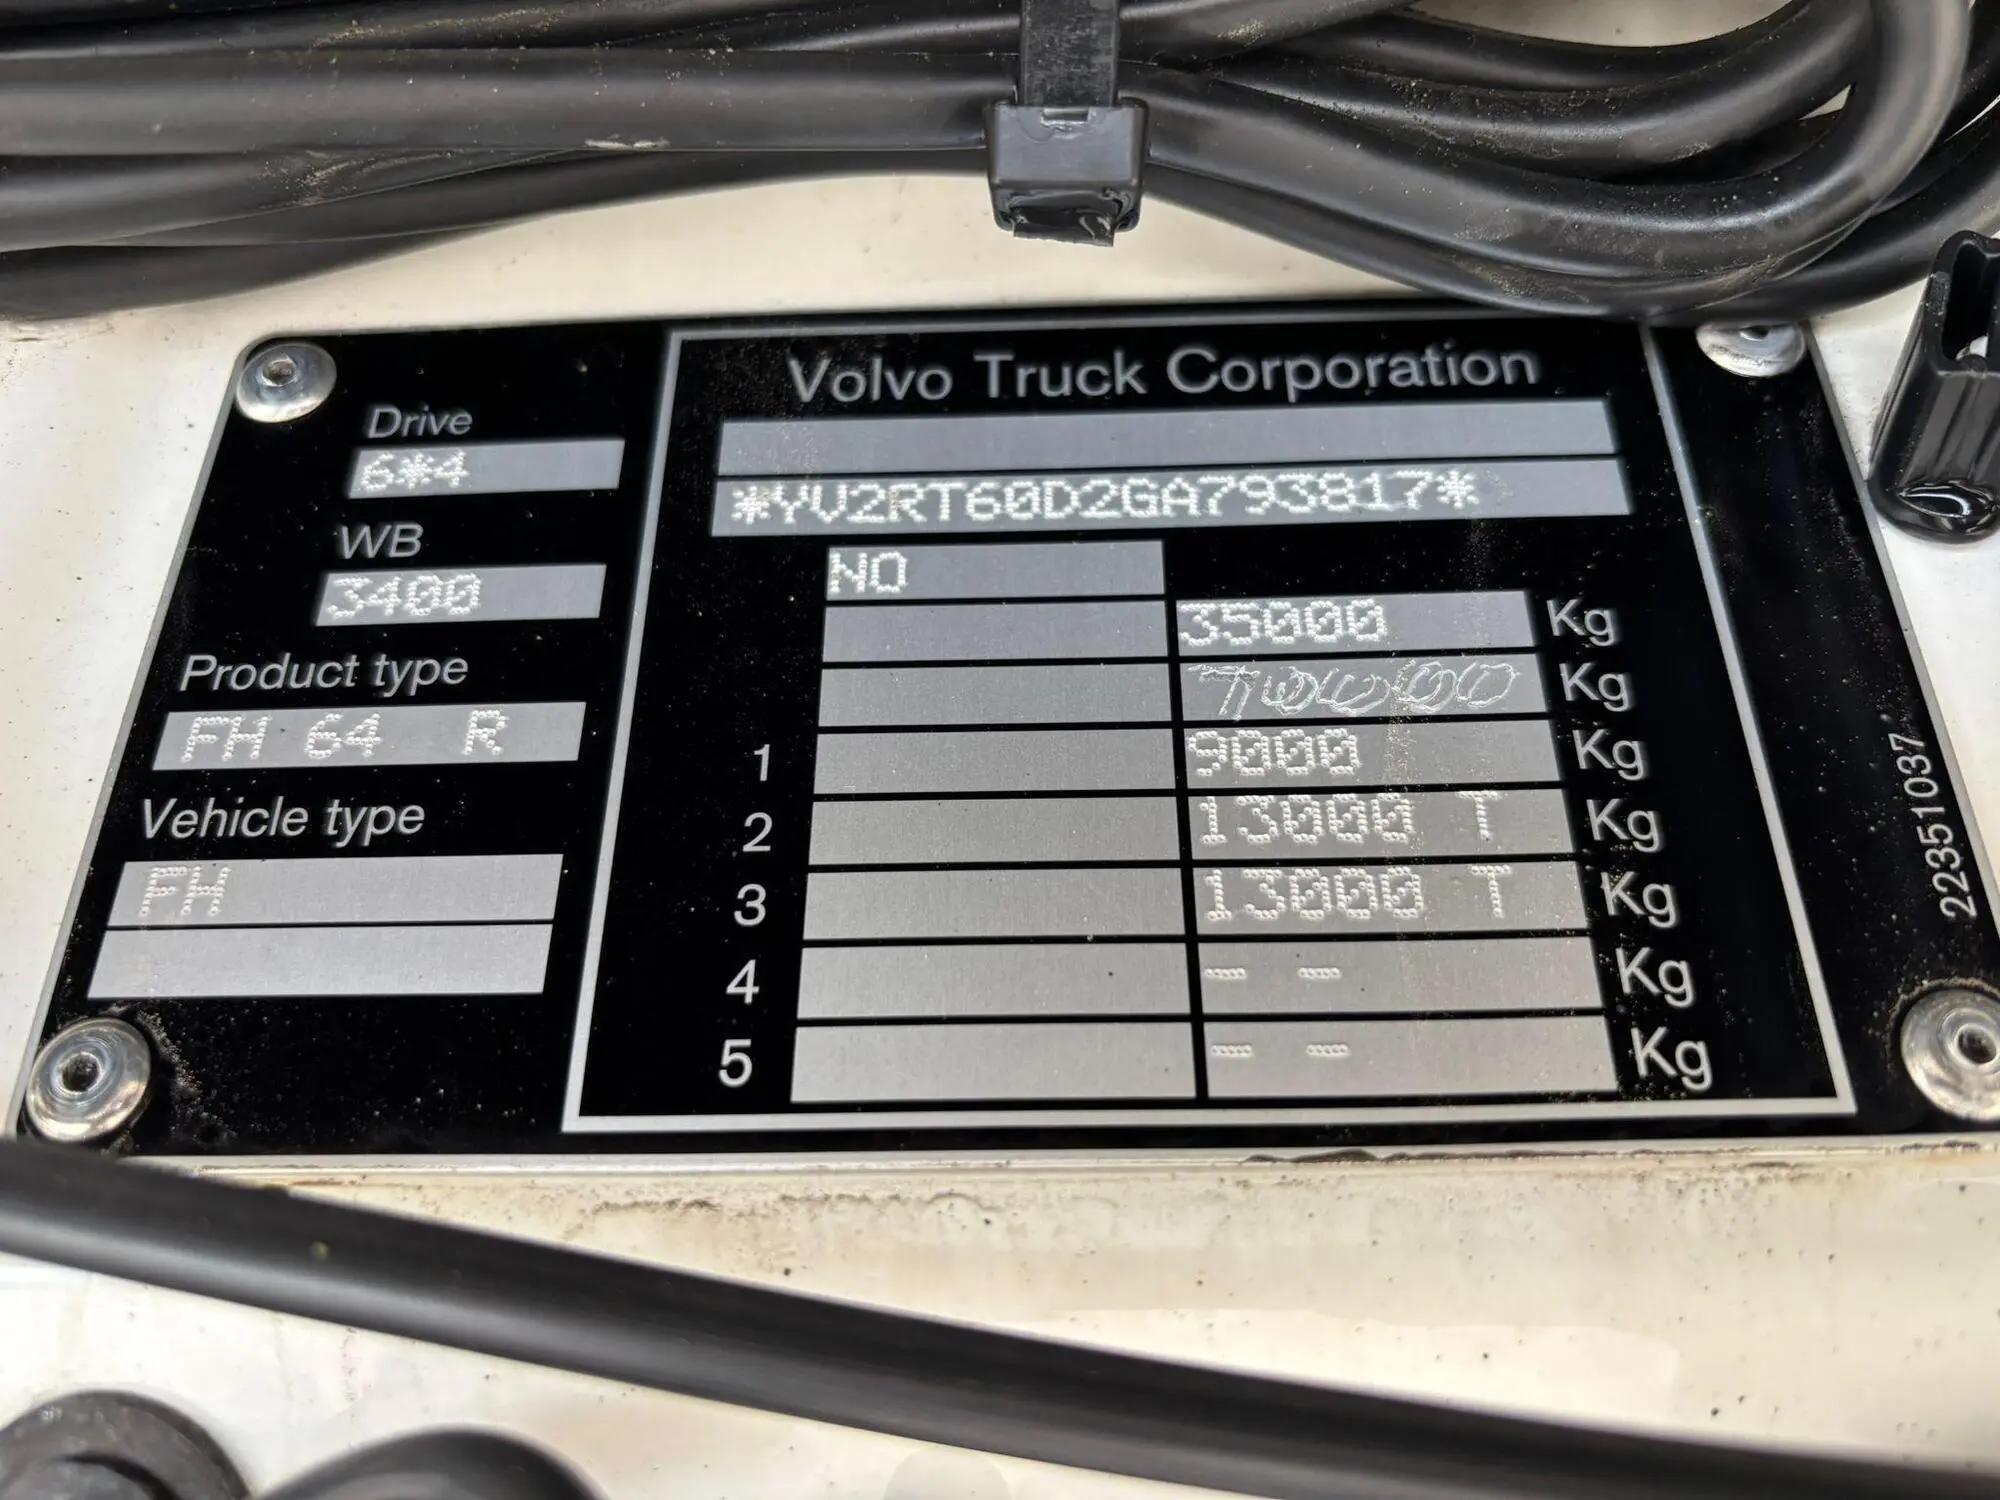 Drive
6*4
WB
3400
Product type
FH 64 R
Vehicle type
FH
Volvo Truck Corporation
*YV2RT60D2GA793817*
NO
35000 Kg
Kg
1 9000 Kg
2 13000 T Kg
3 13000 T Kg
4 - - Kg
5 - - Kg
22351037